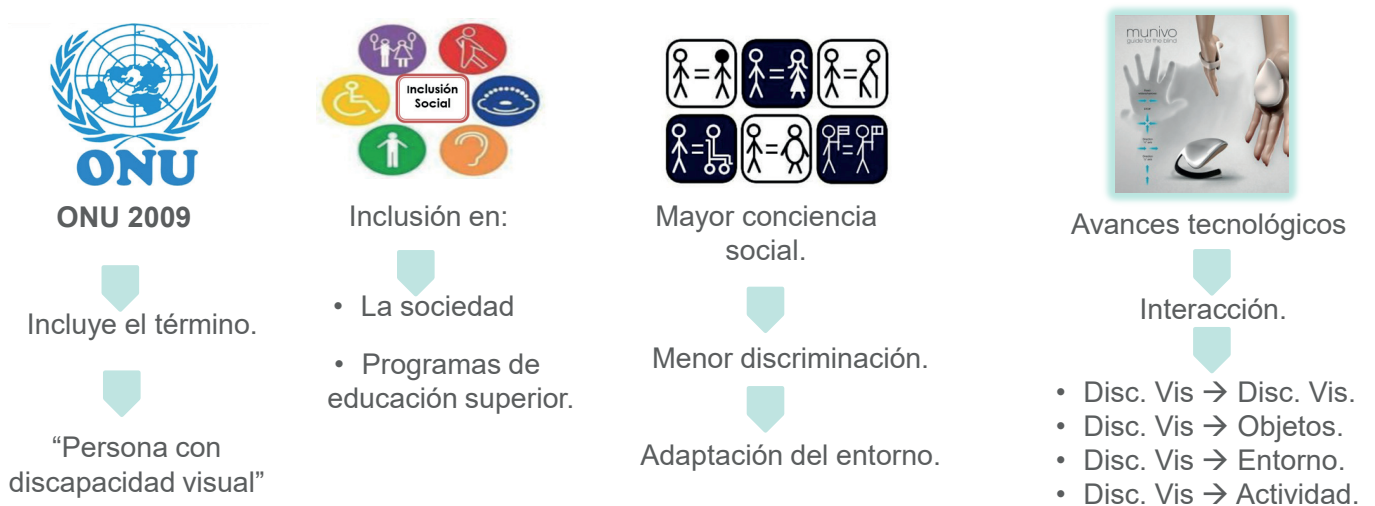 ONU
ONU 2009
Incluye el término.
“Persona con
discapacidad visual”
Inclusión
Social
Inclusión en:
• La sociedad
• Programas de
educación superior.
Mayor conciencia
social.
Menor discriminación.
Adaptación del entorno.
munivo
guide for the blind
Avances tecnológicos
Interacción.
• Disc. Vis → Disc. Vis.
• Disc. Vis → Objetos.
• Disc. Vis → Entorno.
• Disc. Vis → Actividad.